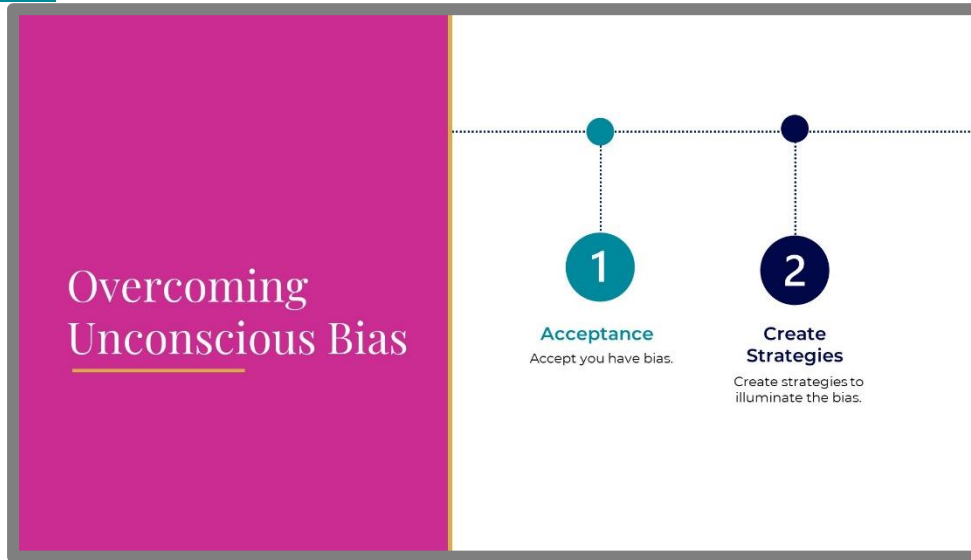 Overcoming
Unconscious Bias
1
Acceptance
Accept you have bias.
2
Create
Strategies
Create strategies to
illuminate the bias.